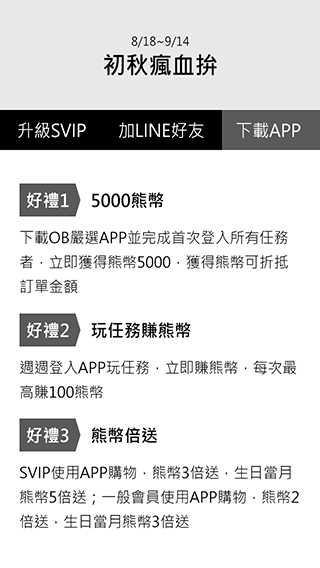 8/18~9/14
初秋瘋血拚
升級SVIP 加LINE好友 下載APP
好禮1 5000熊幣
下載OB嚴選APP並完成首次登入所有任務
者，立即獲得熊幣5000，獲得熊幣可折抵
訂單金額
好禮2 玩任務賺熊幣
週週登入APP玩任務，立即賺熊幣，每次最
高賺100熊幣
好禮3 熊幣倍送
SVIP使用APP購物，熊幣3倍送，生日當月
熊幣5倍送；一般會員使用APP購物，熊幣2
倍送，生日當月熊幣3倍送